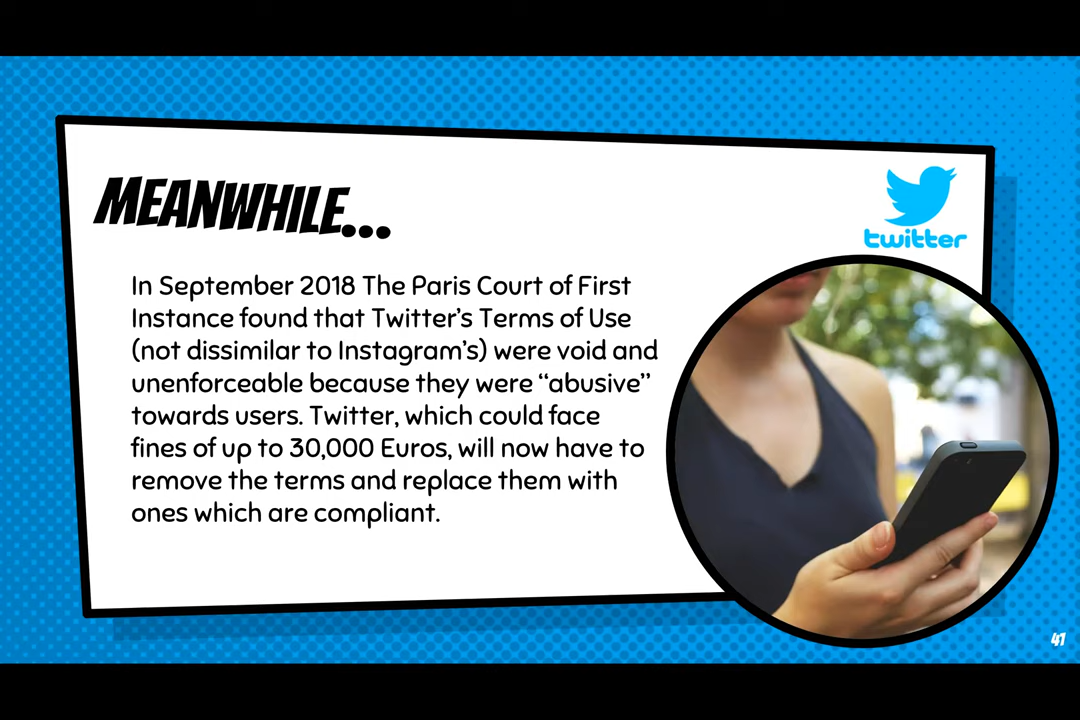 MEANWHILE...
twitter
In September 2018 The Paris Court of First
Instance found that Twitter’s Terms of Use
(not dissimilar to Instagram’s) were void and
unenforceable because they were “abusive”
towards users. Twitter, which could face
fines of up to 30,000 Euros, will now have to
remove the terms and replace them with
ones which are compliant.
41